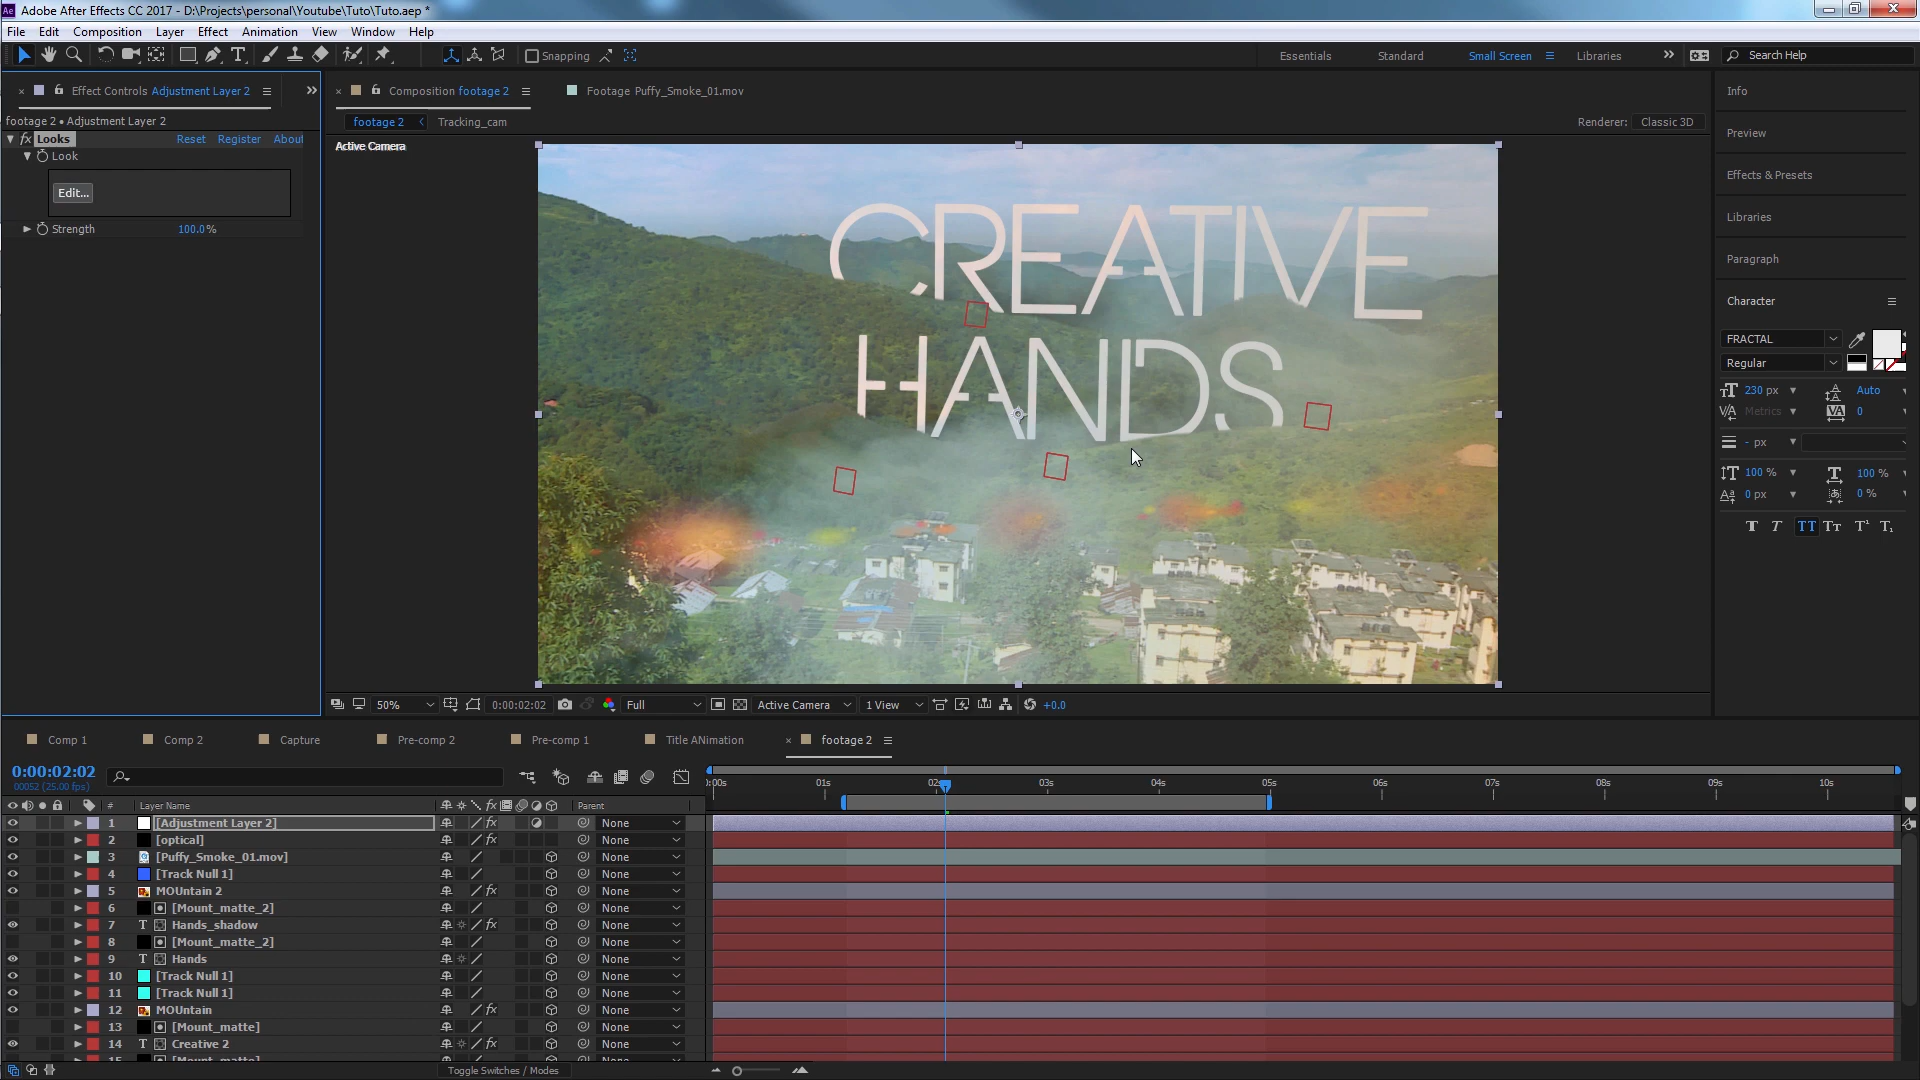 Adobe After Effects CC 2017 - D:\Projects\personal\Youtube\Tuto\Tuto.aep *
File Edit Composition Layer Effect Animation View Window Help
Snapping Essentials Standard Small Screen Libraries Search Help
Effect Controls Adjustment Layer 2
Composition footage 2
Footage Puffy_Smoke_01.mov
Info
footage 2 • Adjustment Layer 2
footage 2 Tracking_cam
Renderer: Classic 3D
fx Looks Reset Register About
Look
Edit...
Strength 100.0%
Active Camera
CREATIVE
HANDS
Preview
Effects & Presets
Libraries
Paragraph
Character
FRACTAL
Regular
230 px Auto
Metrics 0
- px
100 % 100 %
0 px 0 %
50% 0:00:02:02 Full Active Camera 1 View +0.0
Comp 1 Comp 2 Capture Pre-comp 2 Pre-comp 1 Title ANimation footage 2
0:00:02:02
00052 (25.00 fps)
):00s 01s 02s 03s 04s 05s 06s 07s 08s 09s 10s
# Layer Name Parent
1 [Adjustment Layer 2] None
2 [optical] None
3 [Puffy_Smoke_01.mov] None
4 [Track Null 1] None
5 MOUntain 2 None
6 [Mount_matte_2] None
7 Hands_shadow None
8 [Mount_matte_2] None
9 Hands None
10 [Track Null 1] None
11 [Track Null 1] None
12 MOUntain None
13 [Mount_matte] None
14 Creative 2 None
15 [Mount_matte] None
Toggle Switches / Modes